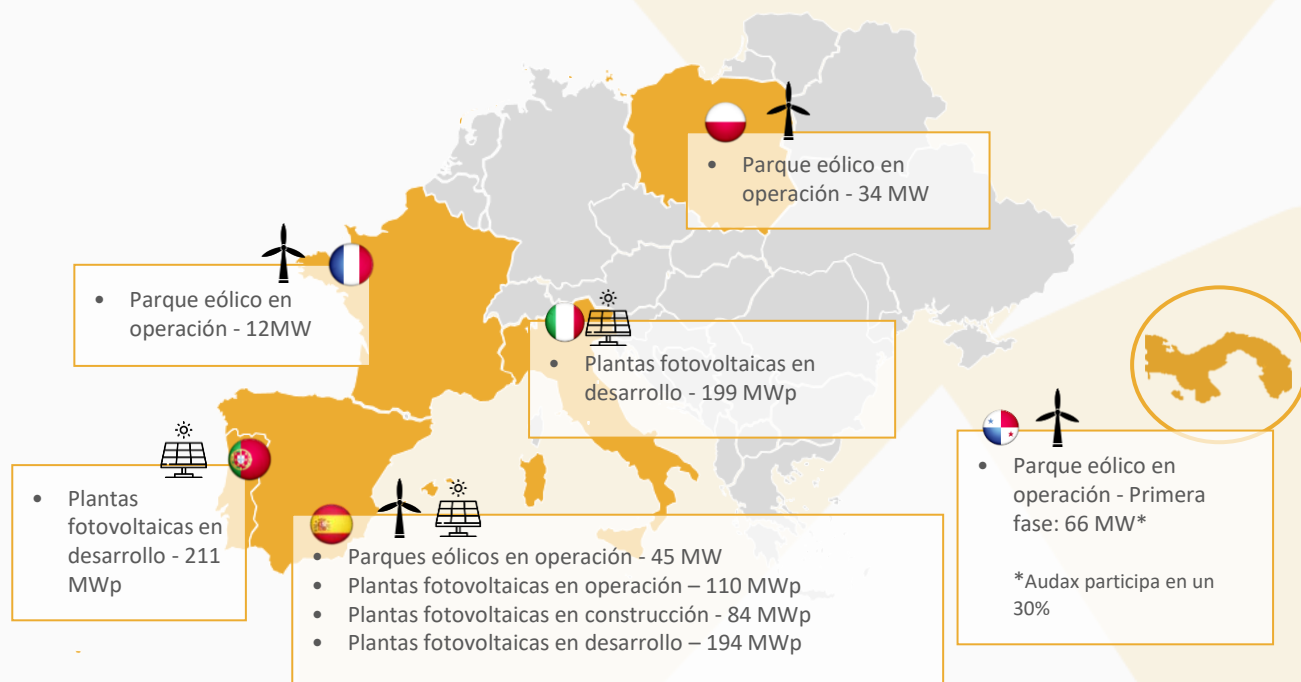 • Parque eólico en
operación - 34 MW
• Parque eólico en
operación - 12MW
• Plantas fotovoltaicas en
desarrollo - 199 MWp
• Plantas
fotovoltaicas en
desarrollo - 211
MWp
• Parques eólicos en operación - 45 MW
• Plantas fotovoltaicas en operación – 110 MWp
• Plantas fotovoltaicas en construcción - 84 MWp
• Plantas fotovoltaicas en desarrollo – 194 MWp
• Parque eólico en
operación - Primera
fase: 66 MW*
*Audax participa en un
30%